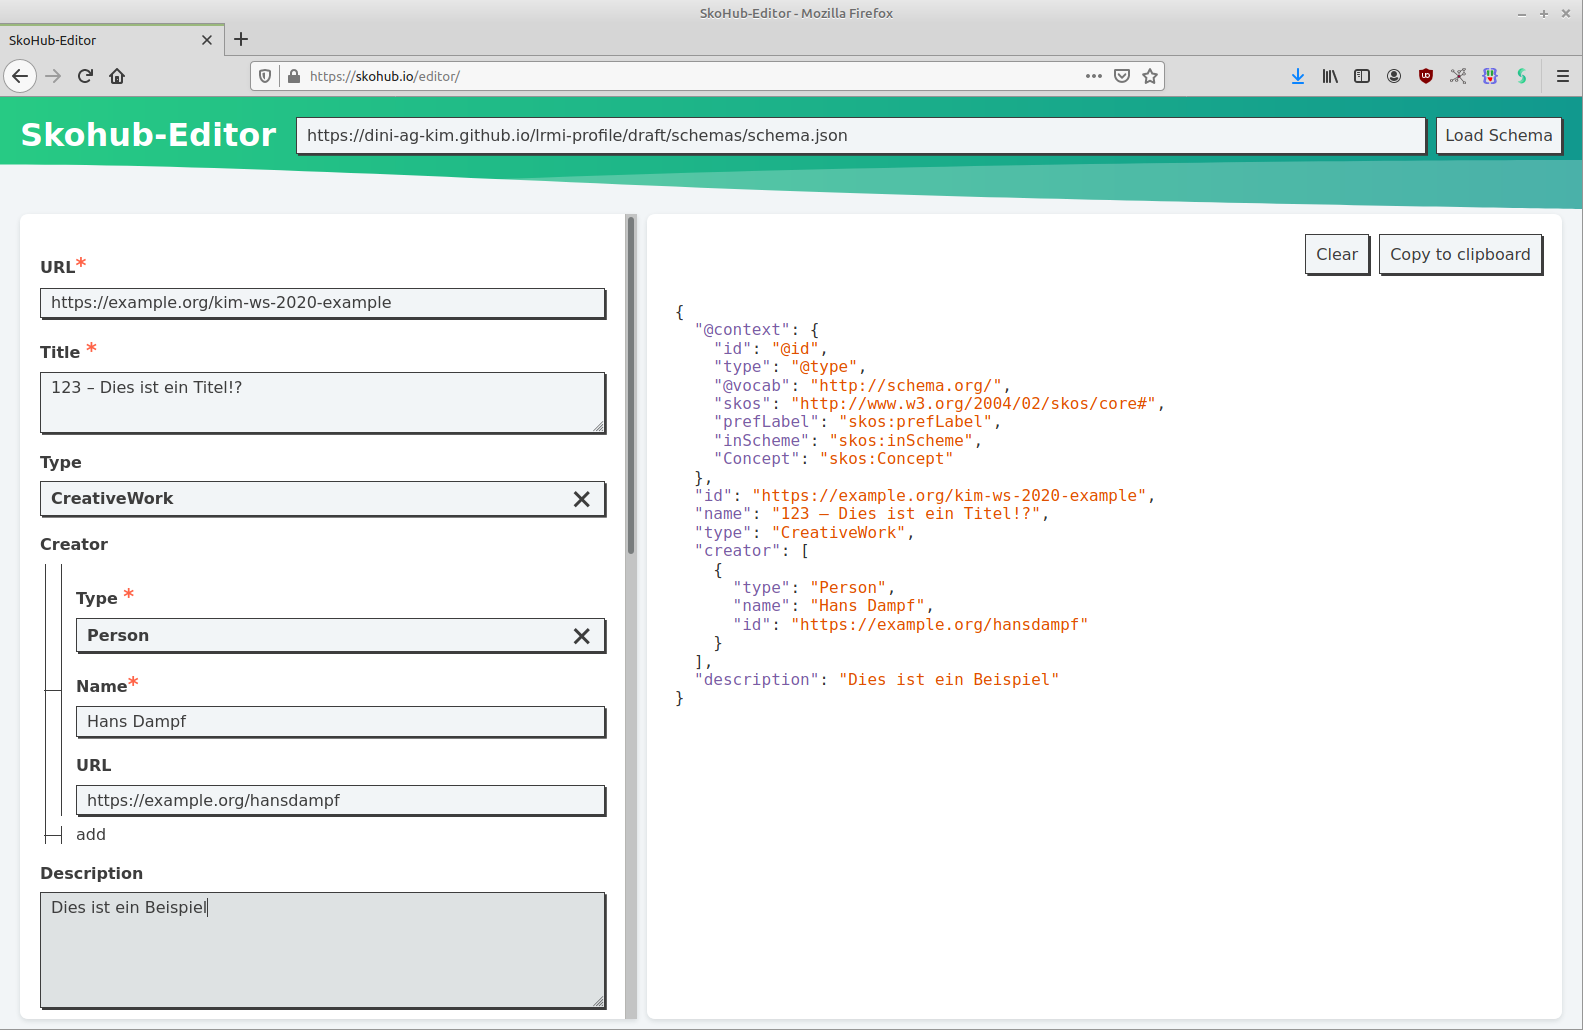 SkoHub-Editor - Mozilla Firefox
SkoHub-Editor
https://skohub.io/editor/
Skohub-Editor
https://dini-ag-kim.github.io/lrmi-profile/draft/schemas/schema.json
Load Schema
URL*
https://example.org/kim-ws-2020-example
Title *
123 – Dies ist ein Titel!?
Type
CreativeWork
Creator
Type *
Person
Name*
Hans Dampf
URL
https://example.org/hansdampf
add
Description
Dies ist ein Beispiel
Clear
Copy to clipboard
{
  "@context": {
    "id": "@id",
    "type": "@type",
    "@vocab": "http://schema.org/",
    "skos": "http://www.w3.org/2004/02/skos/core#",
    "prefLabel": "skos:prefLabel",
    "inScheme": "skos:inScheme",
    "Concept": "skos:Concept"
  },
  "id": "https://example.org/kim-ws-2020-example",
  "name": "123 – Dies ist ein Titel!?",
  "type": "CreativeWork",
  "creator": [
    {
      "type": "Person",
      "name": "Hans Dampf",
      "id": "https://example.org/hansdampf"
    }
  ],
  "description": "Dies ist ein Beispiel"
}